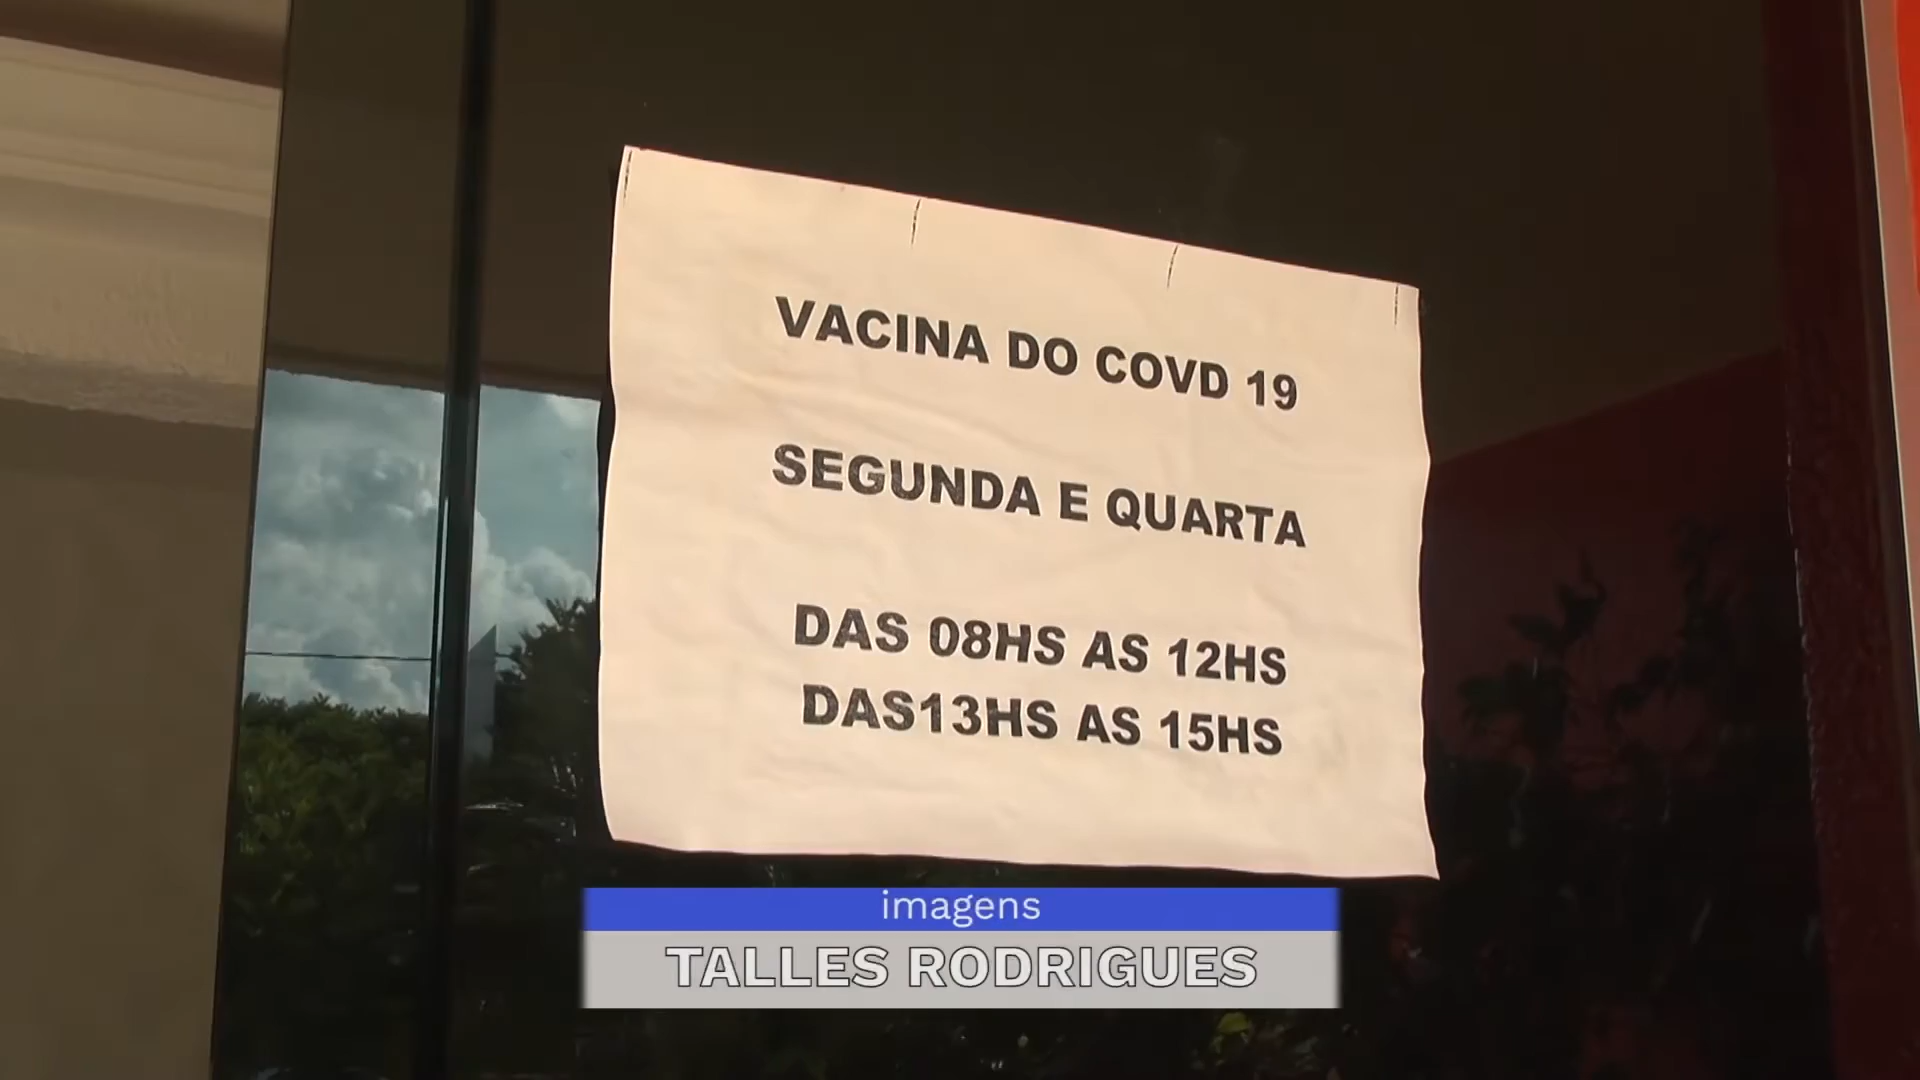 VACINA DO COVD 19
SEGUNDA E QUARTA
DAS 08HS AS 12HS
DAS13HS AS 15HS
imagens
TALLES RODRIGUES